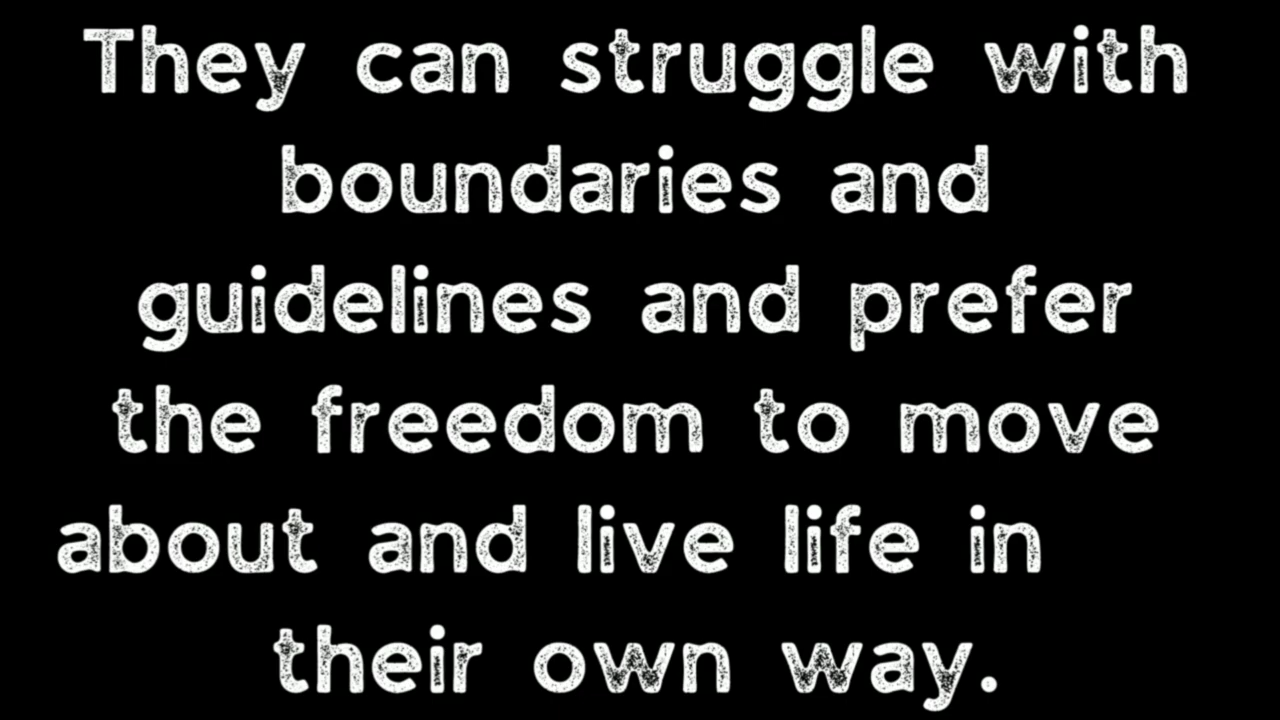 They can struggle with
boundaries and
guidelines and prefer
the freedom to move
about and live life in
their own way.